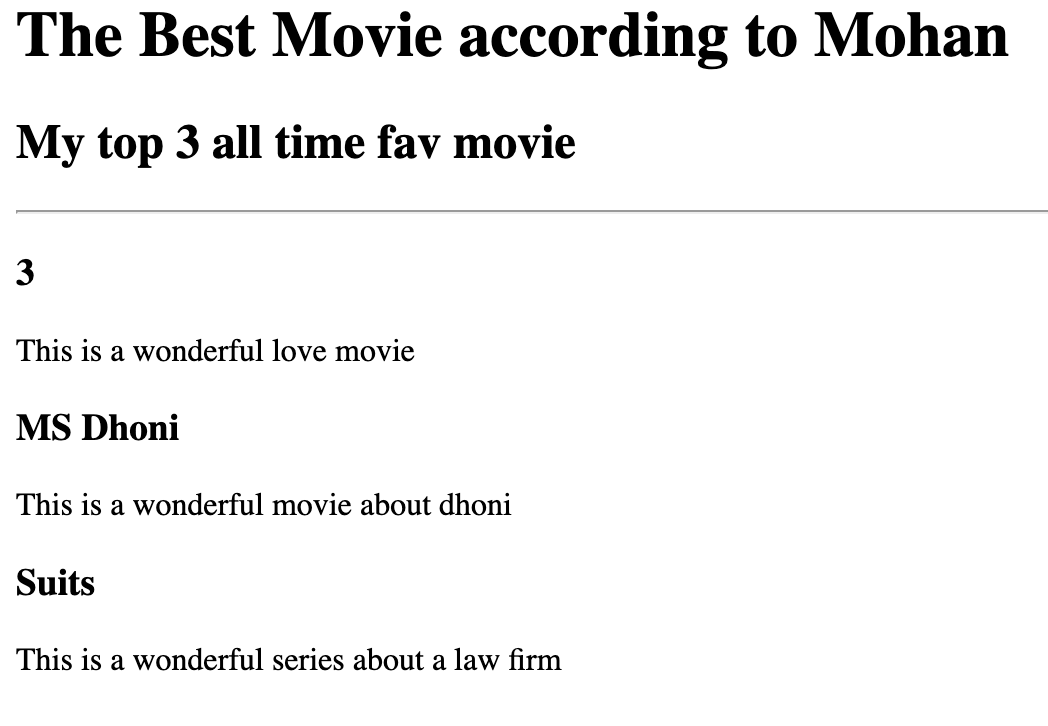 The Best Movie according to Mohan
My top 3 all time fav movie
3
This is a wonderful love movie
MS Dhoni
This is a wonderful movie about dhoni
Suits
This is a wonderful series about a law firm